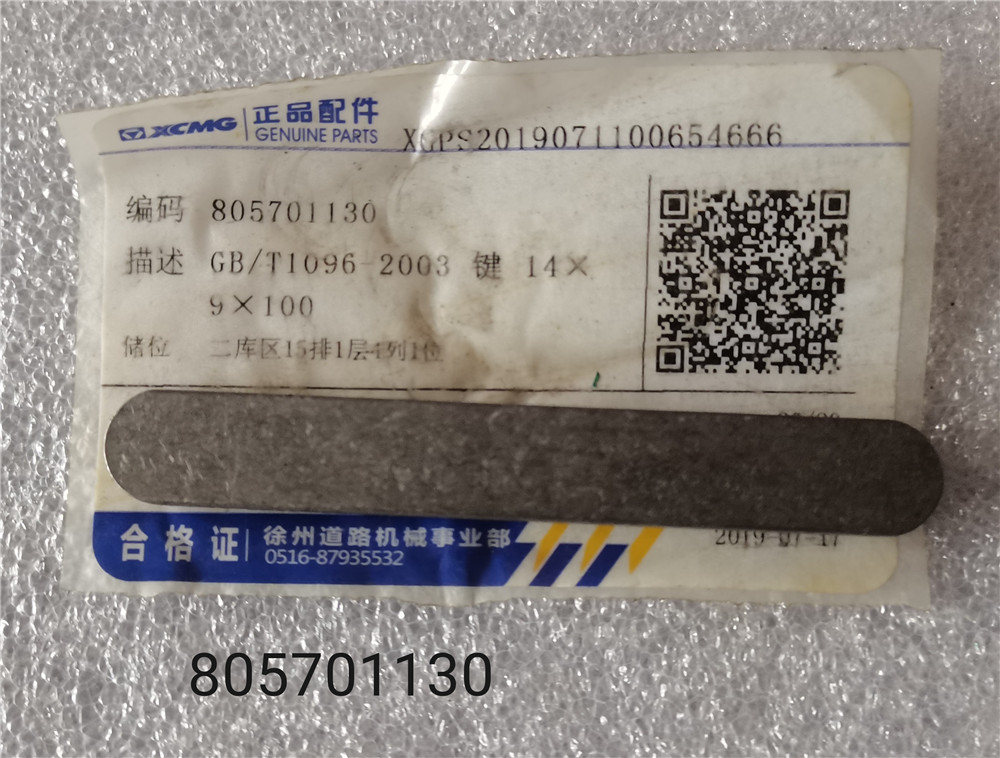 XCMG 正品配件
GENUINE PARTS
XGPS2019071100654666
编码 805701130
描述 GB/T1096-2003 键 14×
9×100
储位 二库区15排1层4列1位
合格证 徐州道路机械事业部
0516-87935532
2019-07-17
805701130